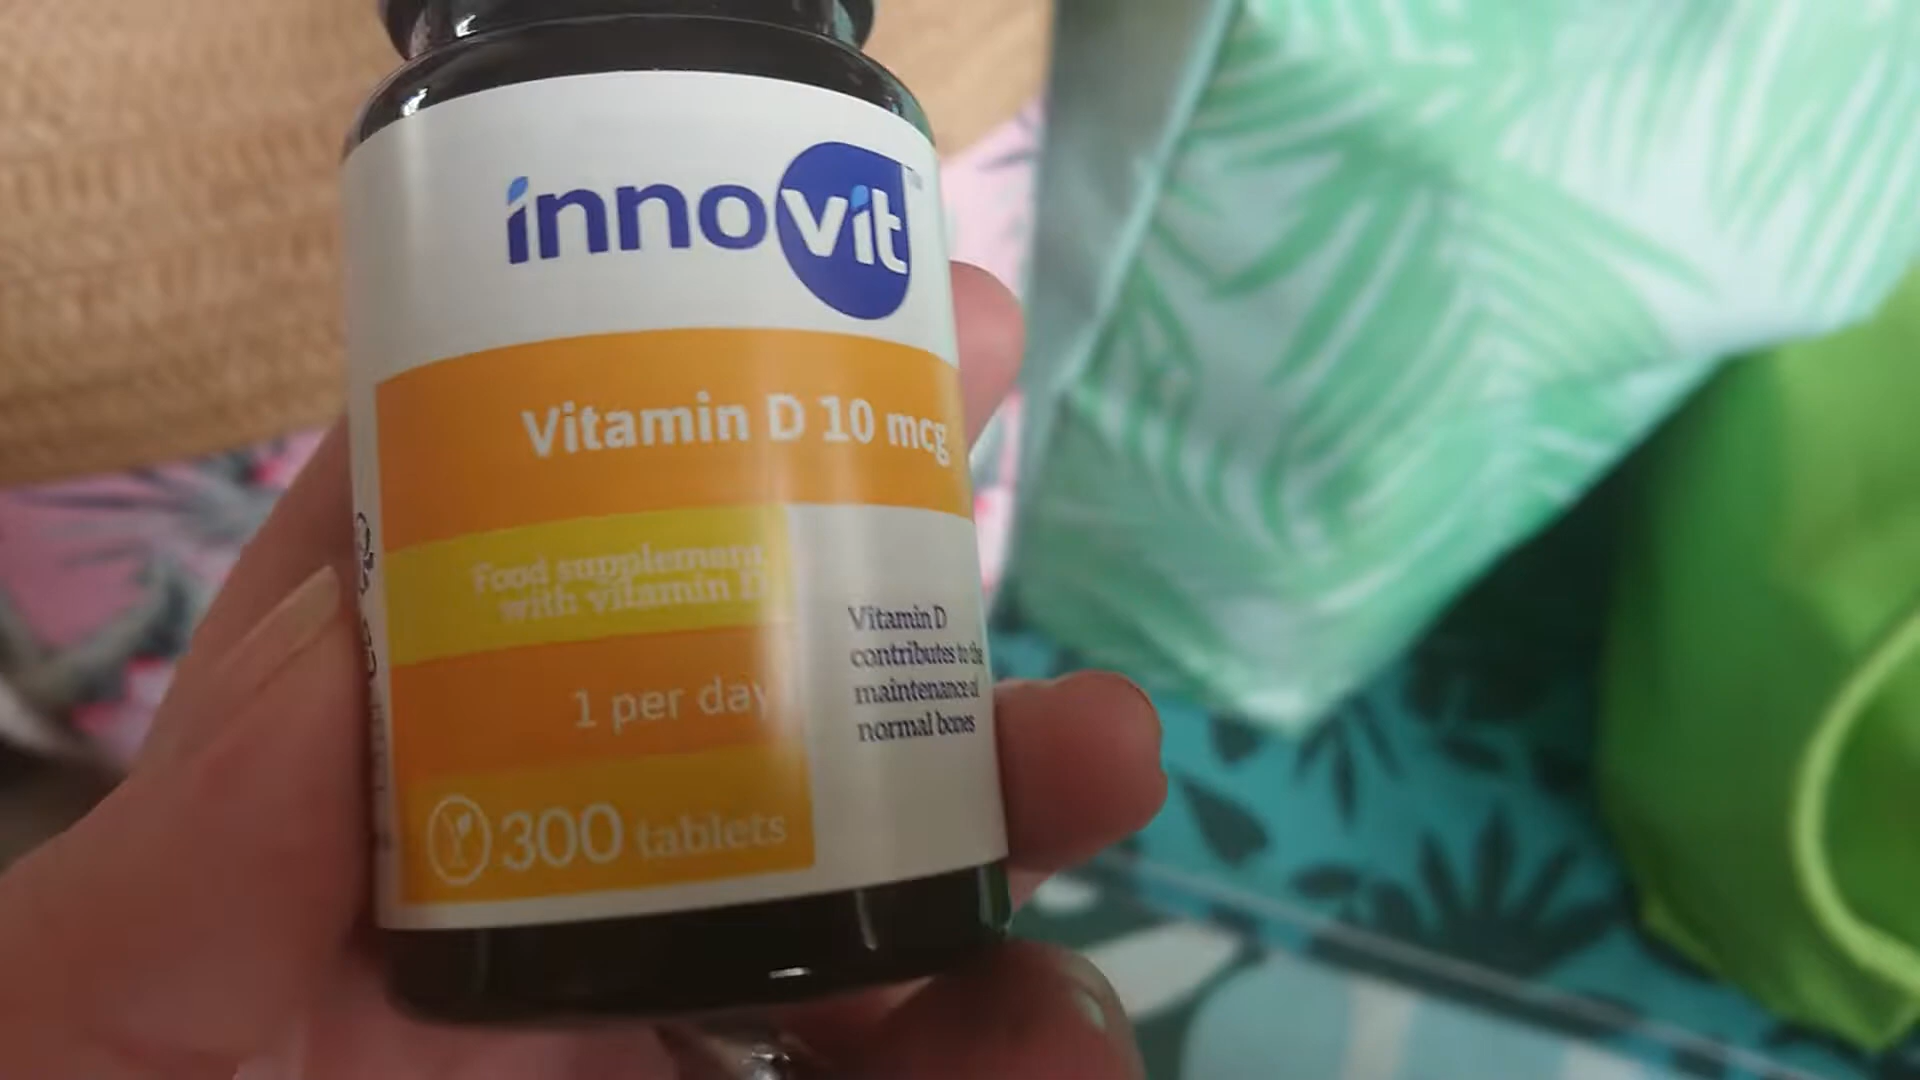 innovit
Vitamin D 10 mcg
Food supplement
with vitamin D
1 per day
300 tablets
Vitamin D
contributes to the
maintenance of
normal bones